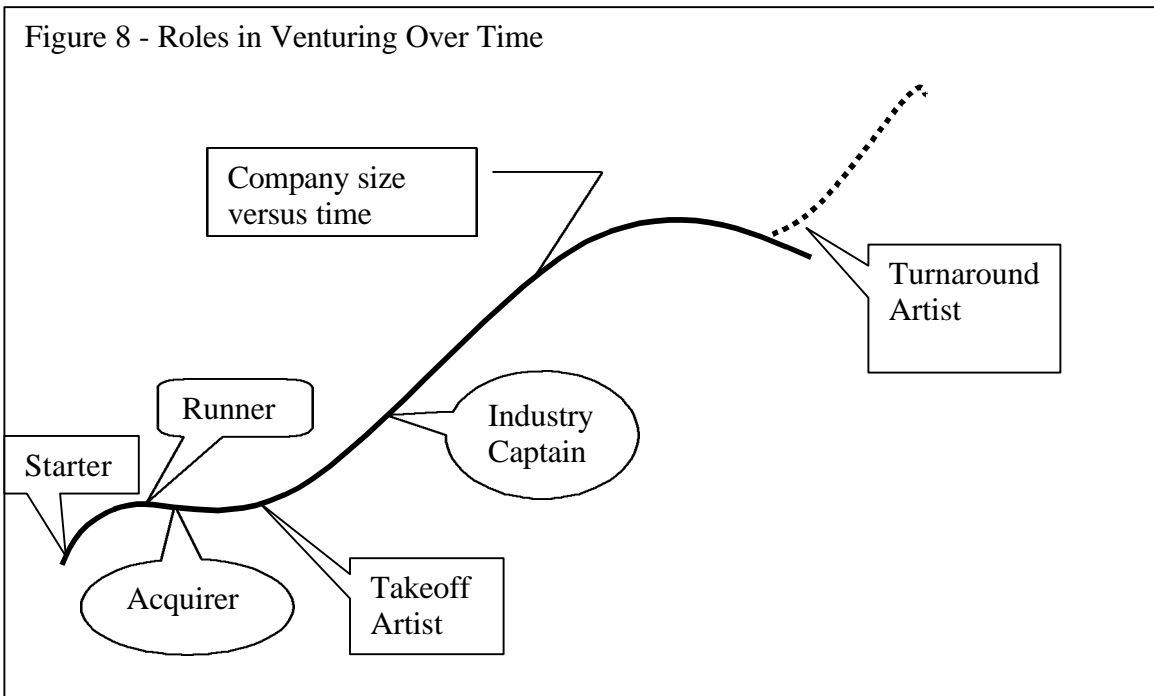 Figure 8 - Roles in Venturing Over Time
Company size
versus time
Turnaround
Artist
Runner
Industry
Captain
Starter
Acquirer
Takeoff
Artist